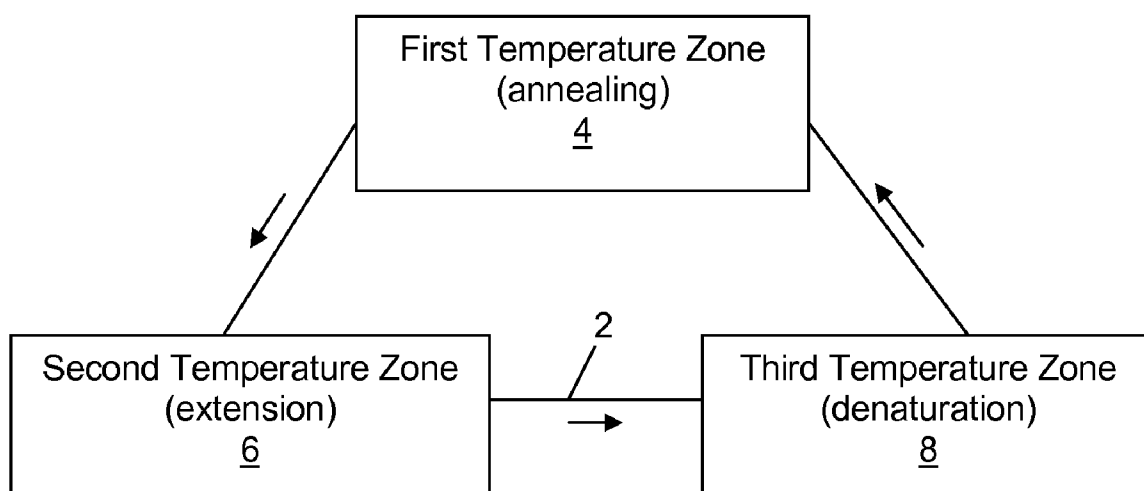 First Temperature Zone
(annealing)
4
2
Second Temperature Zone
(extension)
6
Third Temperature Zone
(denaturation)
8